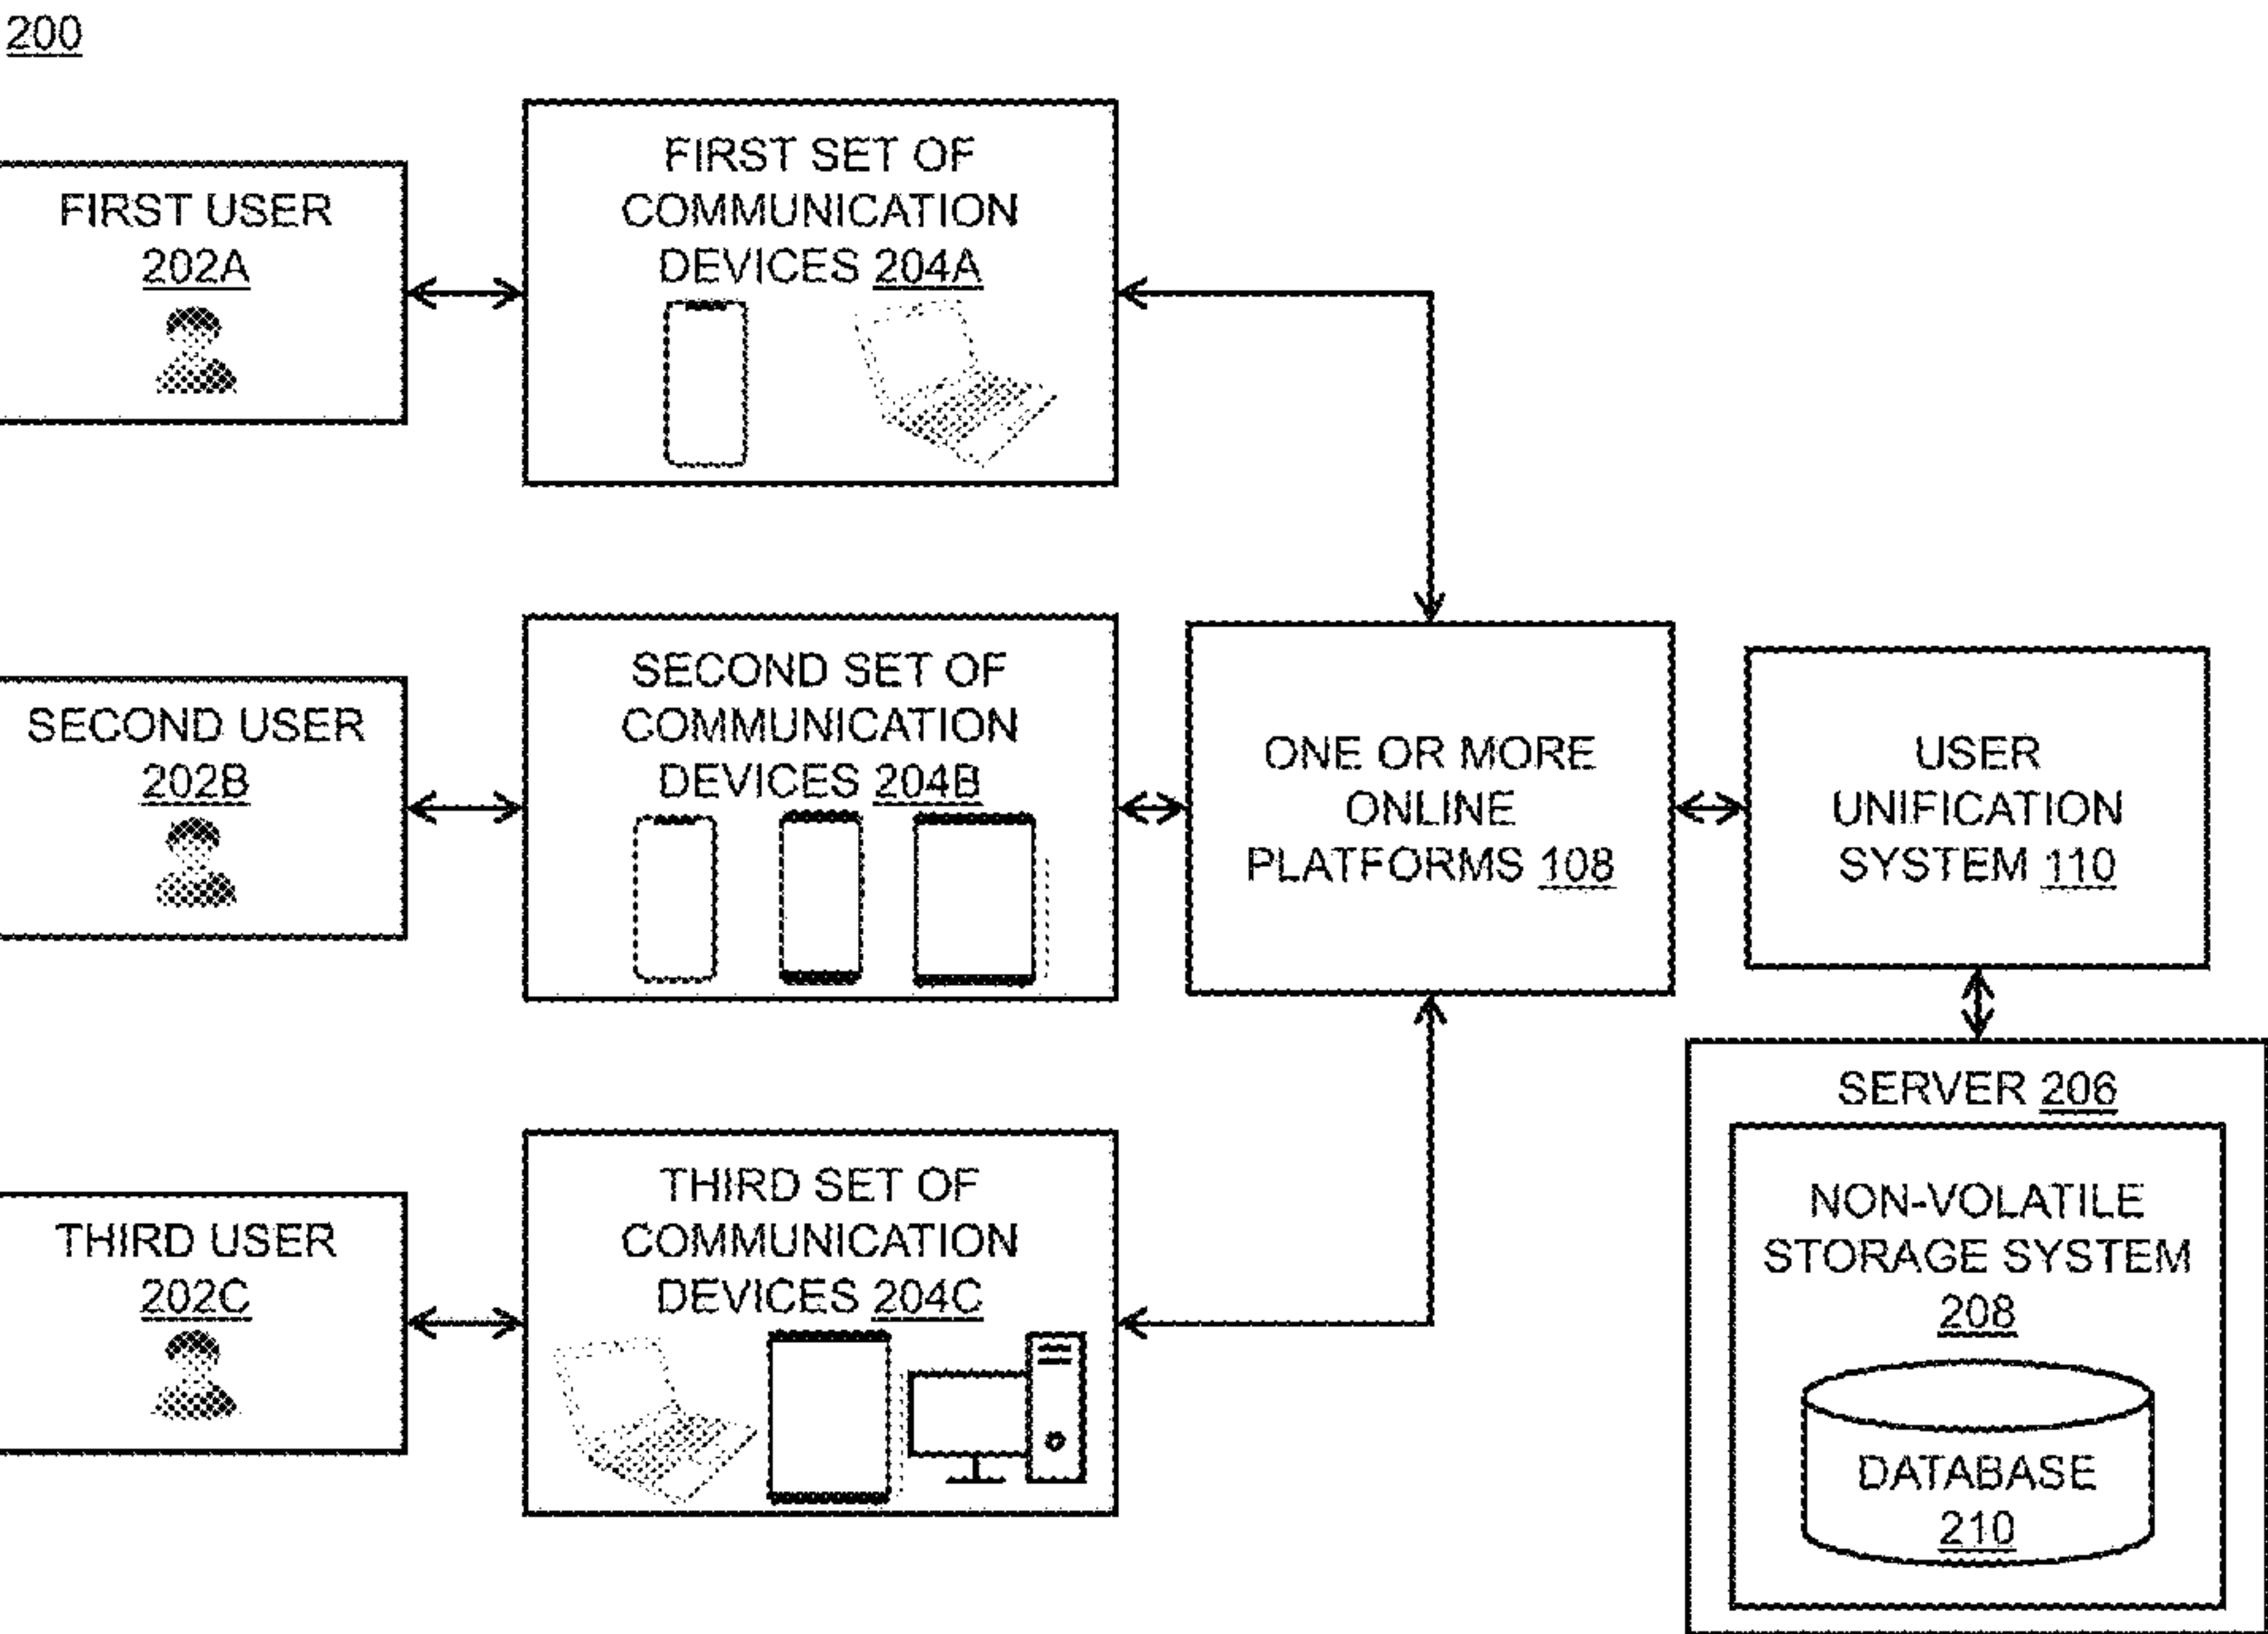 200
FIRST USER
202A
FIRST SET OF
COMMUNICATION
DEVICES 204A
SECOND USER
202B
SECOND SET OF
COMMUNICATION
DEVICES 204B
ONE OR MORE
ONLINE
PLATFORMS 108
USER
UNIFICATION
SYSTEM 110
THIRD USER
202C
THIRD SET OF
COMMUNICATION
DEVICES 204C
SERVER 206
NON-VOLATILE
STORAGE SYSTEM
208
DATABASE
210